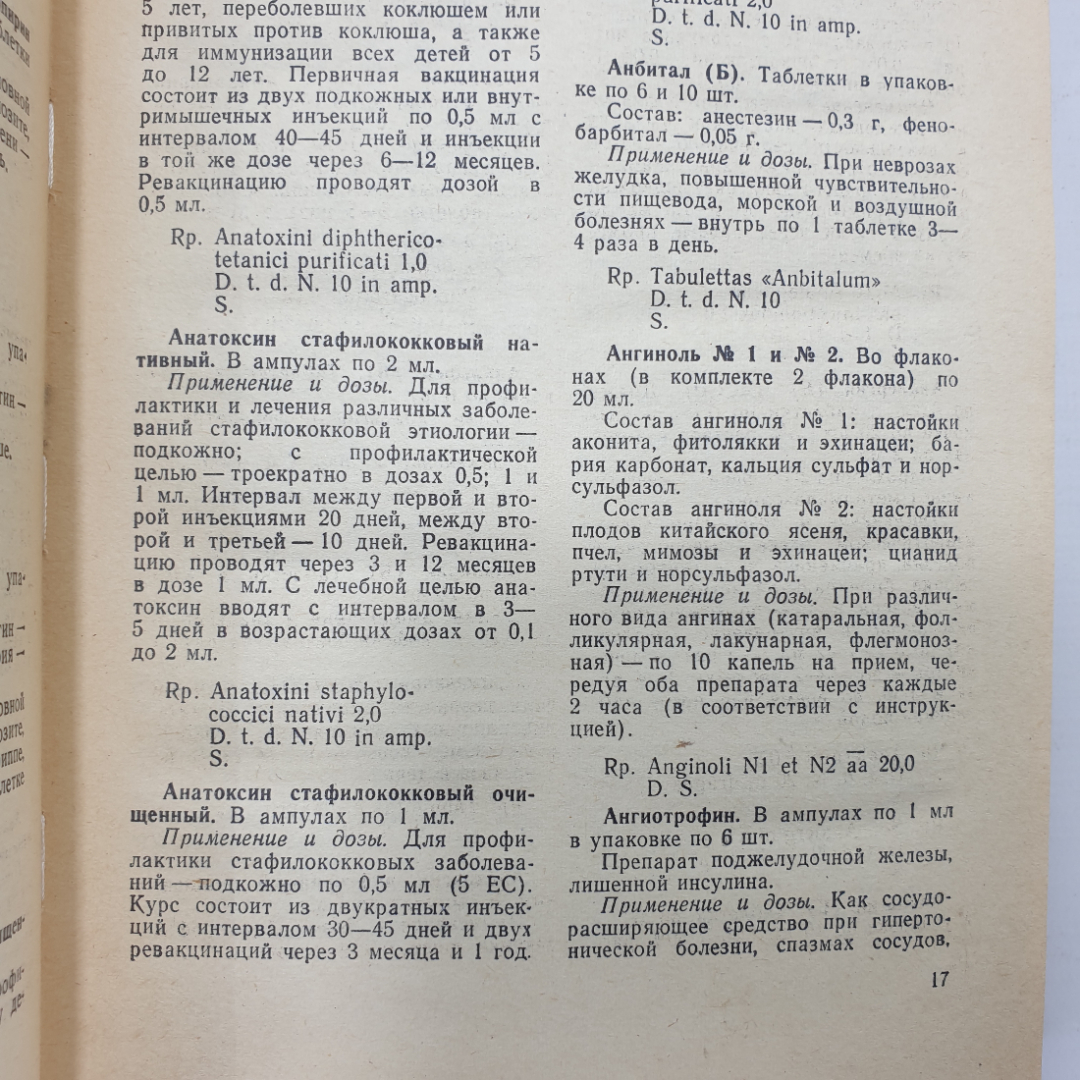 5 лет, переболевших коклюшем или
привитых против коклюша, а также
для иммунизации всех детей от 5
до 12 лет. Первичная вакцинация
состоит из двух подкожных или внут-
римышечных инъекций по 0,5 мл с
интервалом 40—45 дней и инъекции
в той же дозе через 6—12 месяцев.
Ревакцинацию проводят дозой в
0,5 мл.
Rp. Anatoxini diphtherico-
tetanici purificati 1,0
D. t. d. N. 10 in amp.
S.
Анатоксин стафилококковый на-
тивный. В ампулах по 2 мл.
Применение и дозы. Для профи-
лактики и лечения различных заболе-
ваний стафилококковой этиологии —
подкожно; с профилактической
целью — троекратно в дозах 0,5; 1 и
1 мл. Интервал между первой и вто-
рой инъекциями 20 дней, между вто-
рой и третьей — 10 дней. Ревакцина-
цию проводят через 3 и 12 месяцев
в дозе 1 мл. С лечебной целью ана-
токсин вводят с интервалом в 3—
5 дней в возрастающих дозах от 0,1
до 2 мл.
Rp. Anatoxini staphylo-
coccici nativi 2,0
D. t. d. N. 10 in amp.
S.
Анатоксин стафилококковый очи-
щенный. В ампулах по 1 мл.
Применение и дозы. Для профи-
лактики стафилококковых заболева-
ний — подкожно по 0,5 мл (5 ЕС).
Курс состоит из двукратных инъек-
ций с интервалом 30—45 дней и двух
ревакцинаций через 3 месяца и 1 год.
purificati 2,0
D. t. d. N. 10 in amp.
S.
Анбитал (Б). Таблетки в упаков-
ке по 6 и 10 шт.
Состав: анестезин — 0,3 г, фено-
барбитал — 0,05 г.
Применение и дозы. При неврозах
желудка, повышенной чувствительно-
сти пищевода, морской и воздушной
болезнях — внутрь по 1 таблетке 3—
4 раза в день.
Rp. Tabulettas «Anbitalum»
D. t. d. N. 10
S.
Ангиноль № 1 и № 2. Во флако-
нах (в комплекте 2 флакона) по
20 мл.
Состав ангиноля № 1: настойки
аконита, фитолякки и эхинацеи; ба-
рия карбонат, кальция сульфат и нор-
сульфазол.
Состав ангиноля № 2: настойки
плодов китайского ясеня, красавки,
пчел, мимозы и эхинацеи; цианид
ртути и норсульфазол.
Применение и дозы. При различ-
ного вида ангинах (катаральная, фол-
ликулярная, лакунарная, флегмоноз-
ная) — по 10 капель на прием, че-
редуя оба препарата через каждые
2 часа (в соответствии с инструк-
цией).
Rp. Anginoli N1 et N2 a̅a̅ 20,0
D. S.
Ангиотрофин. В ампулах по 1 мл
в упаковке по 6 шт.
Препарат поджелудочной железы,
лишенной инсулина.
Применение и дозы. Как сосудо-
расширяющее средство при гиперто-
нической болезни, спазмах сосудов,
17